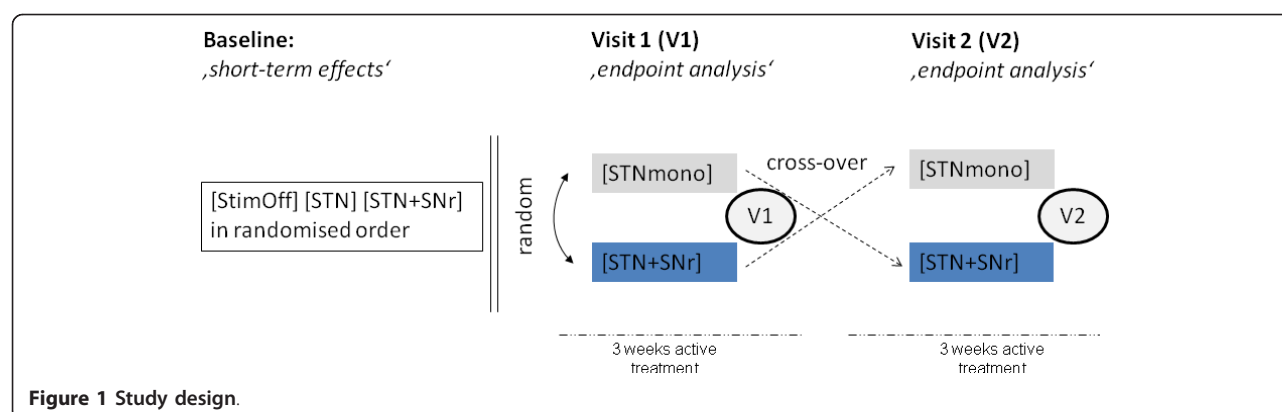 Baseline:
‚short-term effects‘
Visit 1 (V1)
‚endpoint analysis‘
Visit 2 (V2)
‚endpoint analysis‘
[StimOff] [STN] [STN+SNr]
in randomised order
random
[STNmono]
[STN+SNr]
V1
cross-over
[STNmono]
[STN+SNr]
V2
3 weeks active
treatment
3 weeks active
treatment
Figure 1 Study design.